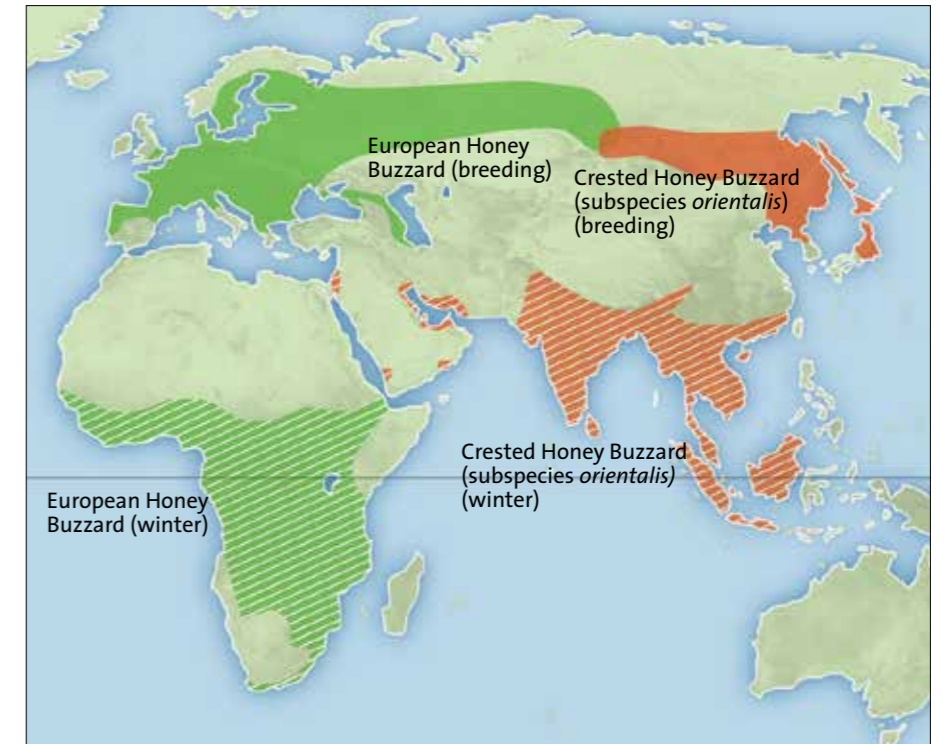 European Honey
Buzzard (breeding)
Crested Honey Buzzard
(subspecies orientalis)
(breeding)
Crested Honey Buzzard
(subspecies orientalis)
(winter)
European Honey
Buzzard (winter)